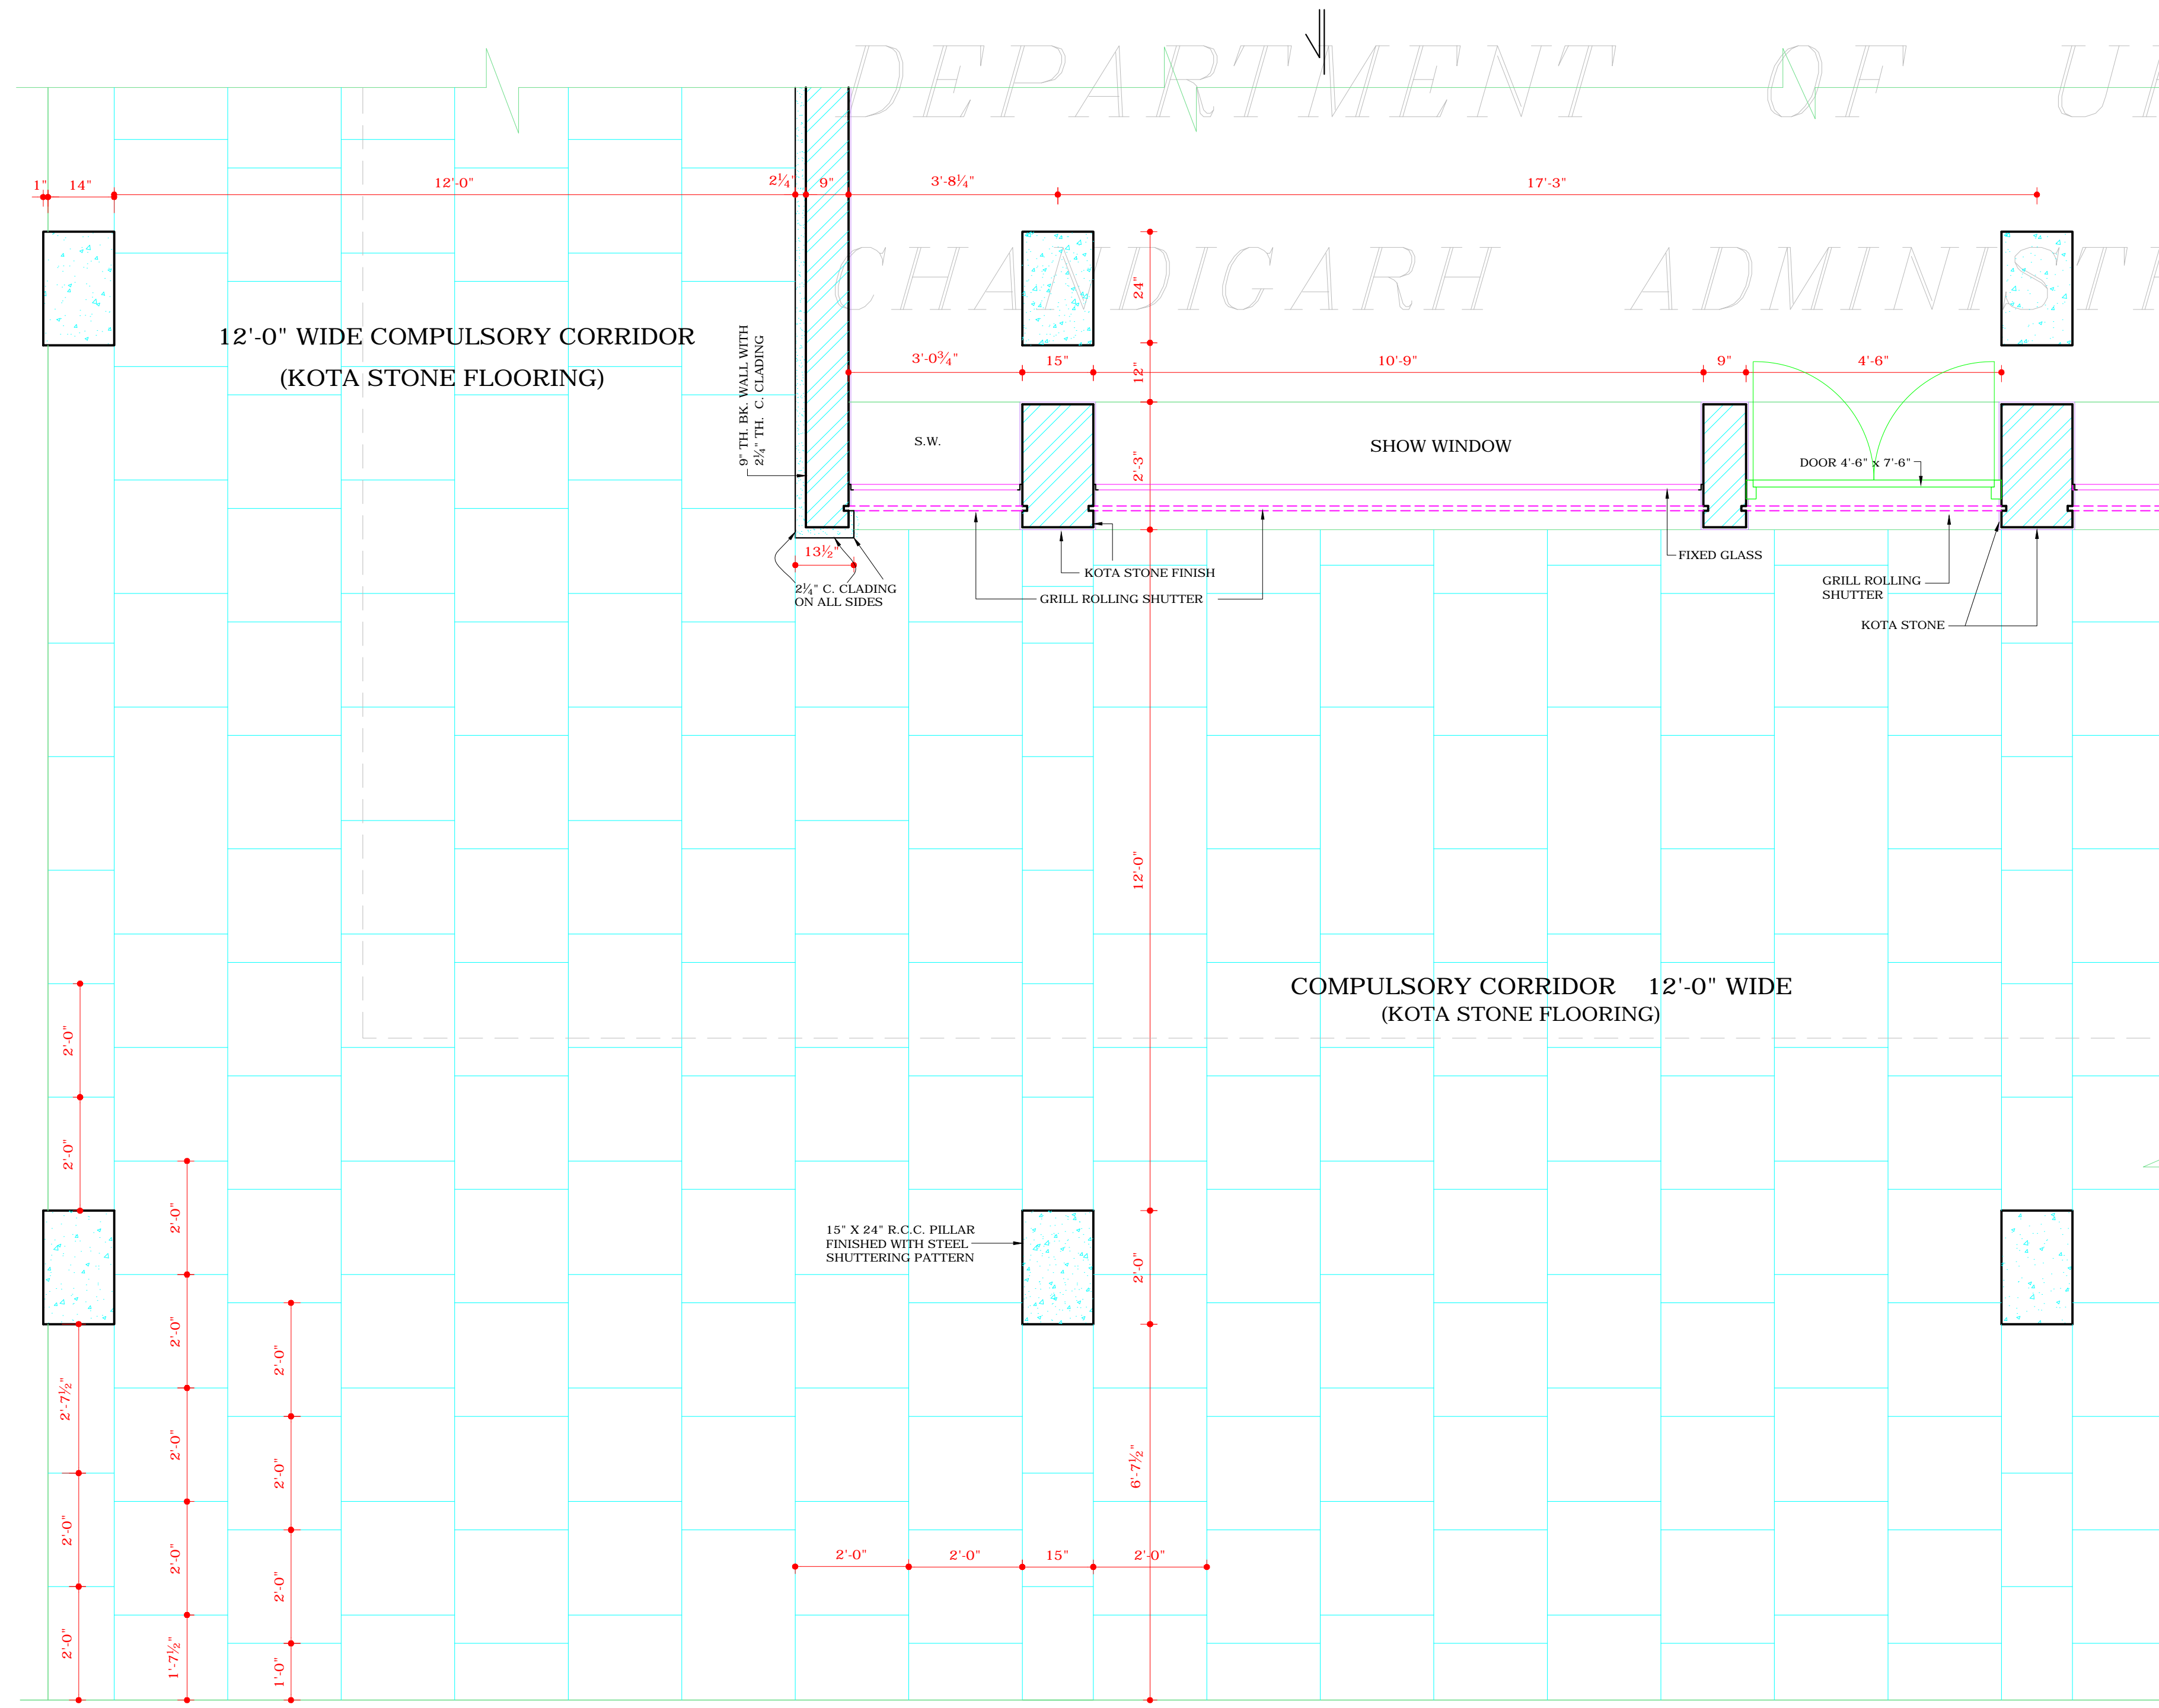 DEPARTMENT OF
1" 14" 12'-0" 2¼" 9" 3'-8¼" 17'-3"
CHANDIGARH ADMINIST
24"
12'-0" WIDE COMPULSORY CORRIDOR
(KOTA STONE FLOORING)
9" TH. BK. WALL WITH
2¼" TH. C. CLADING
3'-0¾" 15" 12" 10'-9" 9" 4'-6"
S.W.
2'-3"
SHOW WINDOW
DOOR 4'-6" x 7'-6"
13½"
2¼" C. CLADING
ON ALL SIDES
KOTA STONE FINISH
GRILL ROLLING SHUTTER
FIXED GLASS
GRILL ROLLING
SHUTTER
KOTA STONE
12'-0"
COMPULSORY CORRIDOR 12'-0" WIDE
(KOTA STONE FLOORING)
2'-0"
2'-0"
2'-0"
15" X 24" R.C.C. PILLAR
FINISHED WITH STEEL
SHUTTERING PATTERN
2'-0"
2'-0"
2'-0"
2'-7½"
2'-0"
2'-0"
6'-7½"
2'-0"
2'-0"
2'-0" 2'-0" 15" 2'-0"
2'-0"
2'-0"
1'-7½"
1'-0"